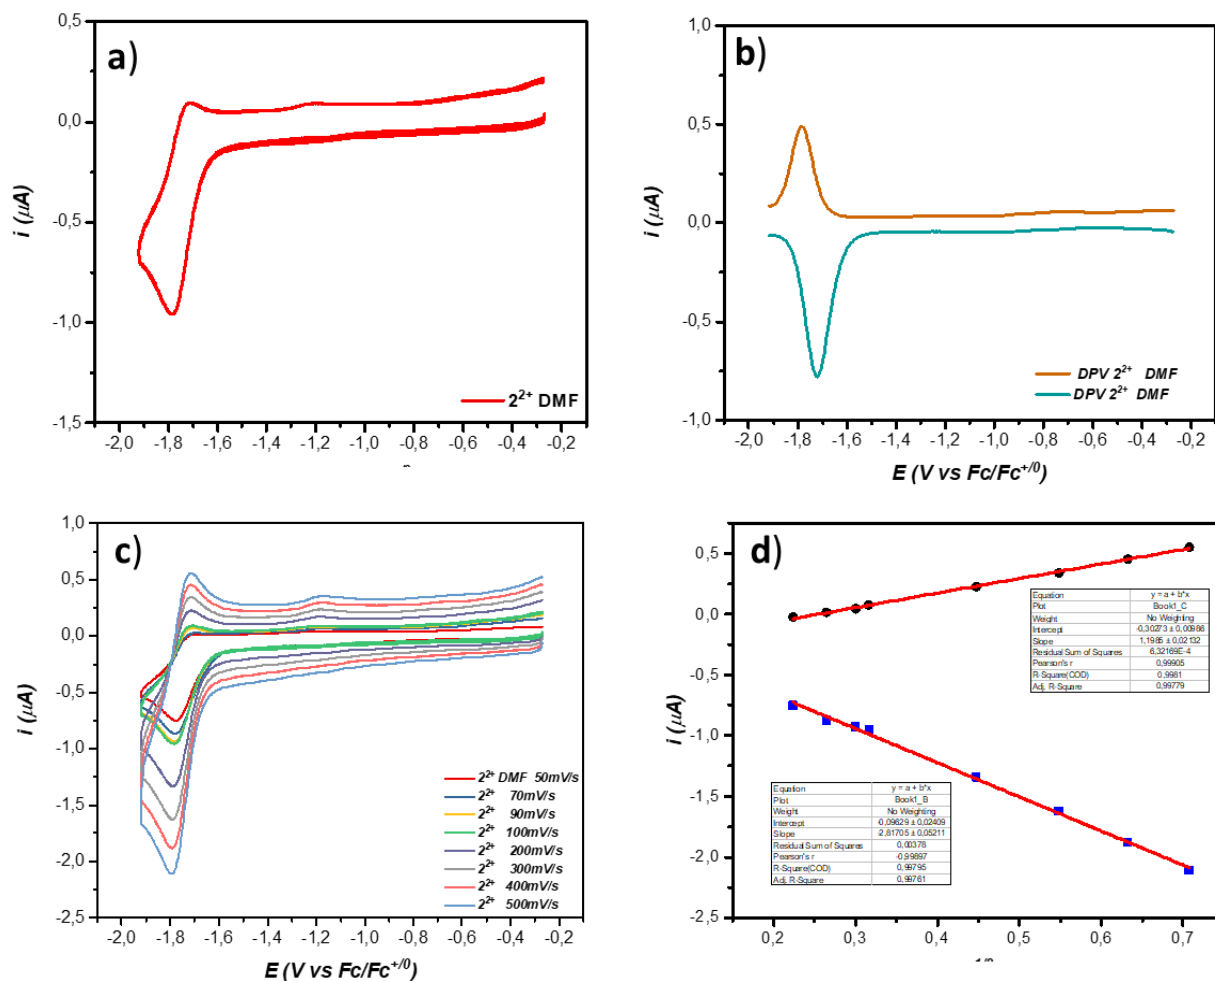 a)
0,5
0,0
-0,5
-1,0
-1,5
i (μA)
2²⁺ DMF
-2,0 -1,8 -1,6 -1,4 -1,2 -1,0 -0,8 -0,6 -0,4 -0,2
b)
1,0
0,5
0,0
-0,5
-1,0
i (μA)
DPV 2²⁺ DMF
DPV 2²⁺ DMF
-2,0 -1,8 -1,6 -1,4 -1,2 -1,0 -0,8 -0,6 -0,4 -0,2
E (V vs Fc/Fc⁺/⁰)
c)
1,0
0,5
0,0
-0,5
-1,0
-1,5
-2,0
-2,5
i (μA)
2²⁺ DMF 50mV/s
2²⁺ 70mV/s
2²⁺ 90mV/s
2²⁺ 100mV/s
2²⁺ 200mV/s
2²⁺ 300mV/s
2²⁺ 400mV/s
2²⁺ 500mV/s
-2,0 -1,8 -1,6 -1,4 -1,2 -1,0 -0,8 -0,6 -0,4 -0,2
E (V vs Fc/Fc⁺/⁰)
d)
0,5
0,0
-0,5
-1,0
-1,5
-2,0
-2,5
i (μA)
Equation y = a + b*x
Plot Book1_C
Weight No Weighting
Intercept -0,30273 ± 0,00986
Slope 1,1985 ± 0,02132
Residual Sum of Squares 6,32169E-4
Pearson's r 0,99905
R-Square(COD) 0,9981
Adj. R-Square 0,99779
Equation y = a + b*x
Plot Book1_B
Weight No Weighting
Intercept -0,09629 ± 0,02409
Slope -2,81705 ± 0,05211
Residual Sum of Squares 0,00378
Pearson's r -0,99897
R-Square(COD) 0,99795
Adj. R-Square 0,99761
0,2 0,3 0,4 0,5 0,6 0,7